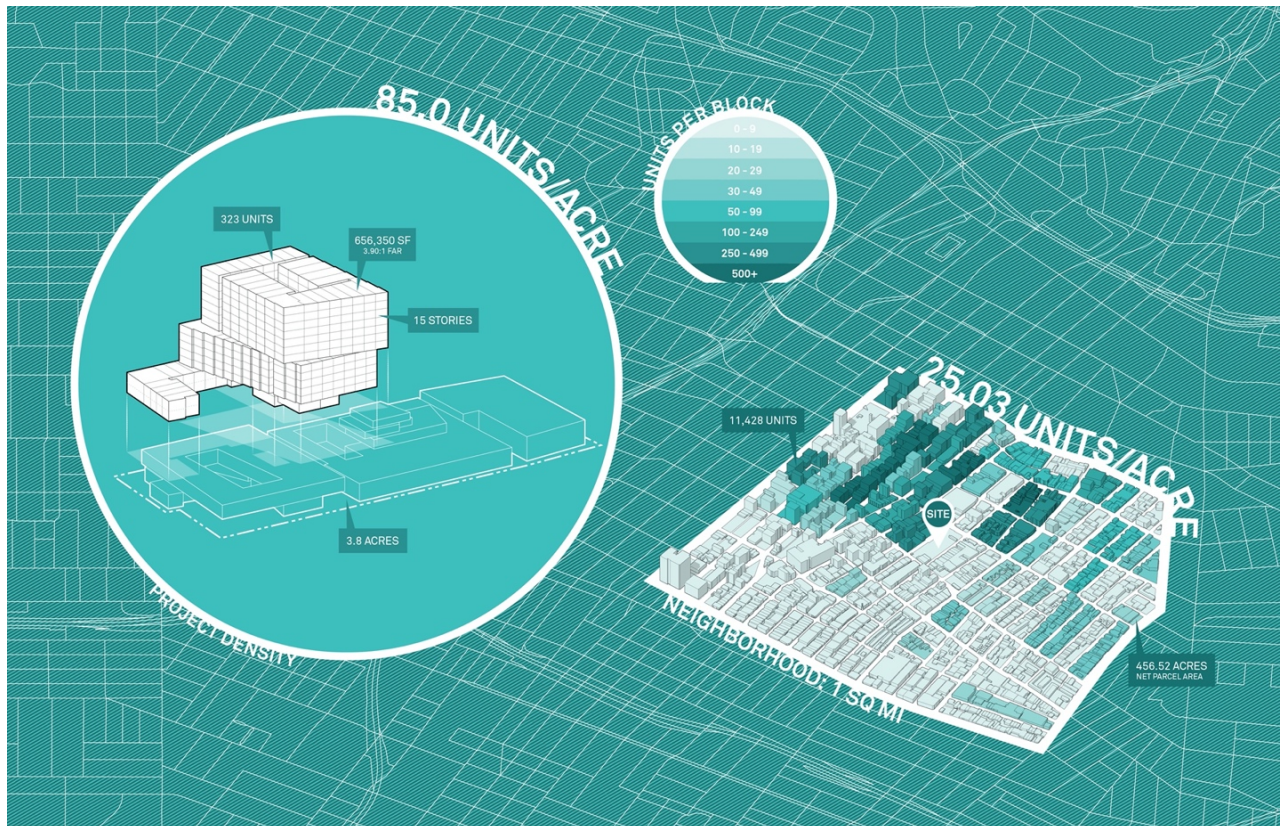 85.0 UNITS/ACRE
323 UNITS
656,350 SF
3.90:1 FAR
15 STORIES
3.8 ACRES
PROJECT DENSITY
UNITS PER BLOCK
0 - 9
10 - 19
20 - 29
30 - 49
50 - 99
100 - 249
250 - 499
500+
25.03 UNITS/ACRE
11,428 UNITS
SITE
NEIGHBORHOOD: 1 SQ MI
456.52 ACRES
NET PARCEL AREA